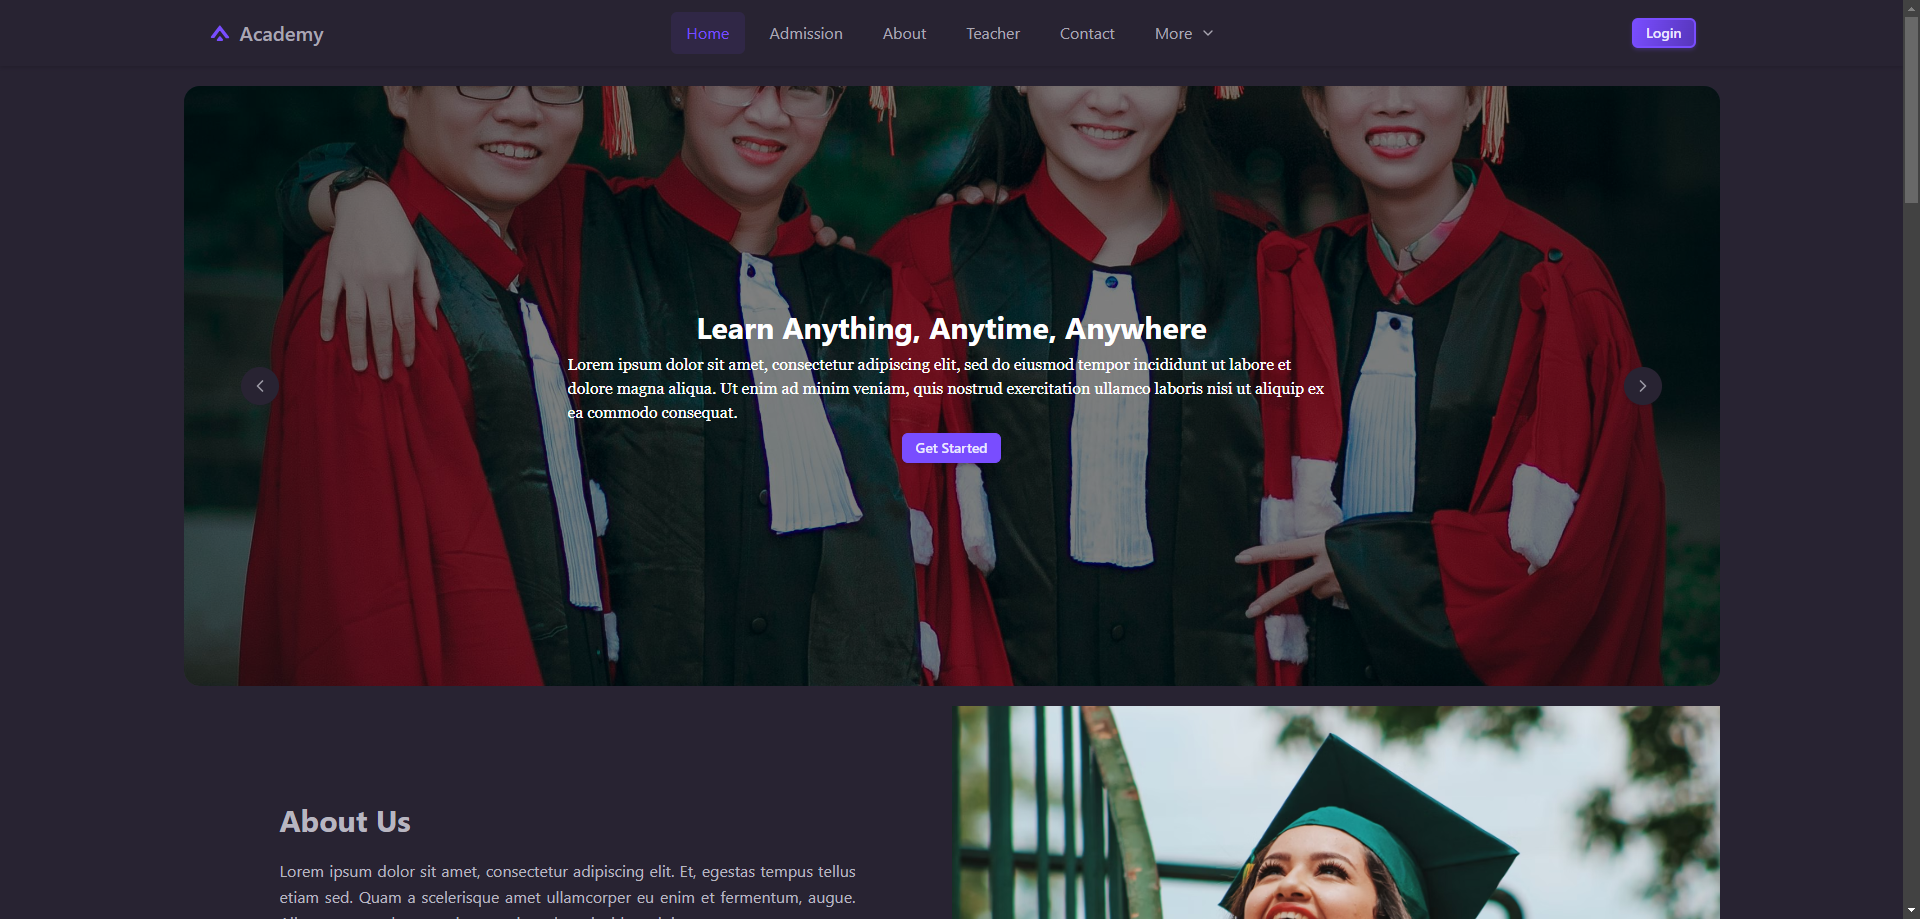 Academy
Home
Admission
About
Teacher
Contact
More
Login
Learn Anything, Anytime, Anywhere
Lorem ipsum dolor sit amet, consectetur adipiscing elit, sed do eiusmod tempor incididunt ut labore et
dolore magna aliqua. Ut enim ad minim veniam, quis nostrud exercitation ullamco laboris nisi ut aliquip ex
ea commodo consequat.
Get Started
About Us
Lorem ipsum dolor sit amet, consectetur adipiscing elit. Et, egestas tempus tellus
etiam sed. Quam a scelerisque amet ullamcorper eu enim et fermentum, augue.